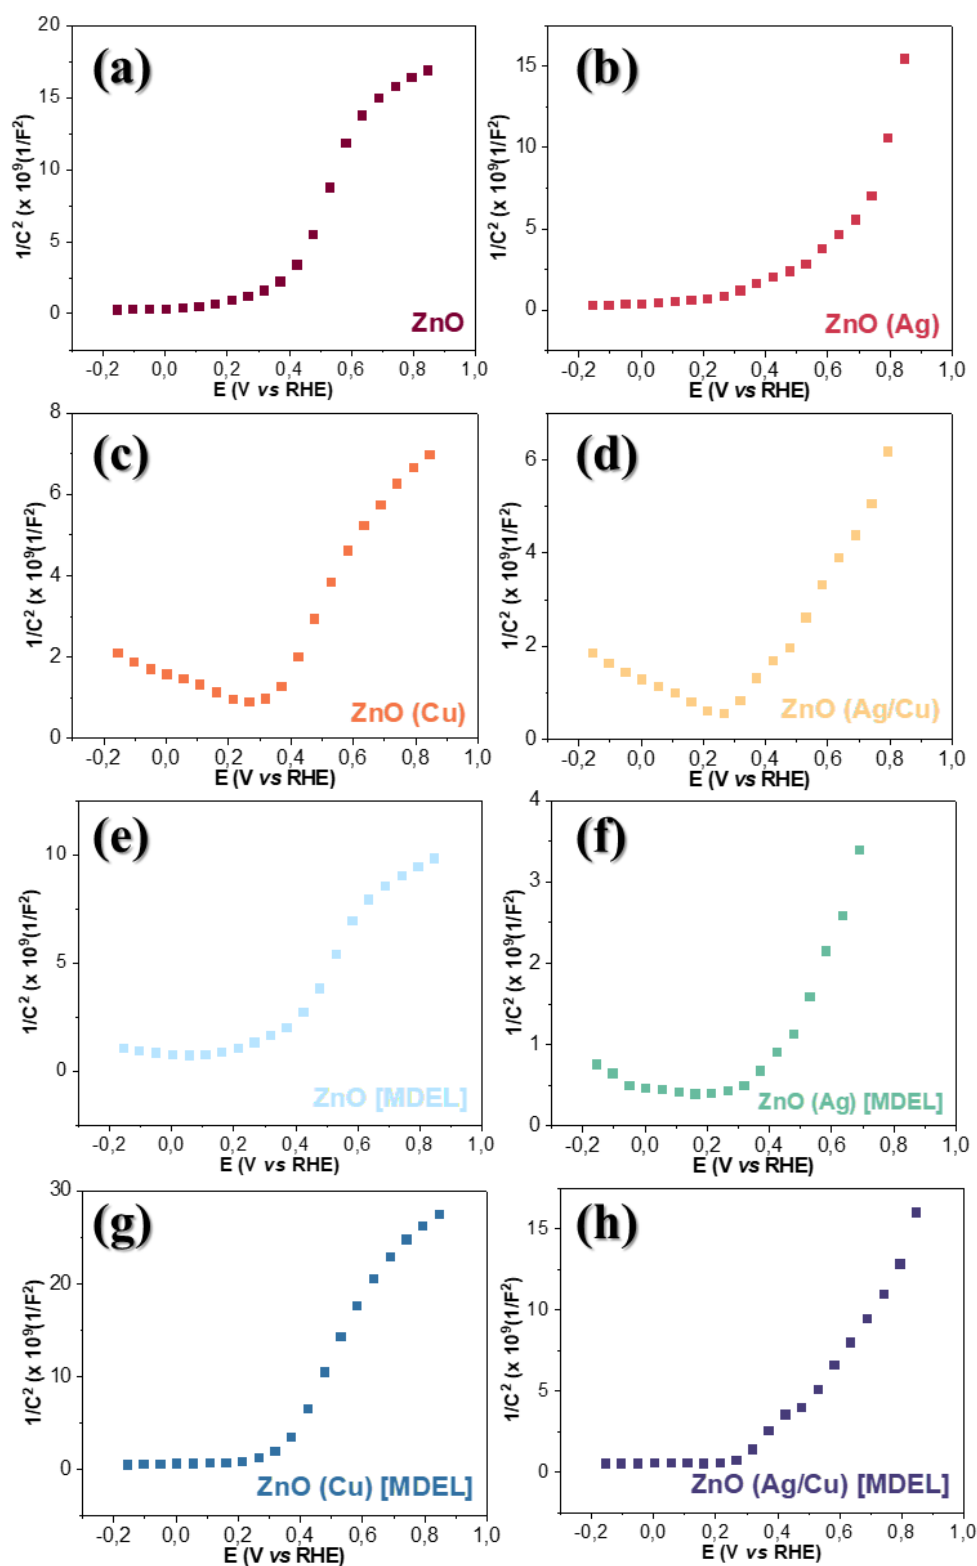 (a)
20
15
10
5
0
1/C² (x 10⁹(1/F²)
ZnO
-0,2 0,0 0,2 0,4 0,6 0,8 1,0
E (V vs RHE)
(b)
15
10
5
0
1/C² (x 10⁹(1/F²)
ZnO (Ag)
-0,2 0,0 0,2 0,4 0,6 0,8 1,0
E (V vs RHE)
(c)
8
6
4
2
0
1/C² (x 10⁹(1/F²)
ZnO (Cu)
-0,2 0,0 0,2 0,4 0,6 0,8 1,0
E (V vs RHE)
(d)
6
4
2
0
1/C² (x 10⁹(1/F²)
ZnO (Ag/Cu)
-0,2 0,0 0,2 0,4 0,6 0,8 1,0
E (V vs RHE)
(e)
10
5
0
1/C² (x 10⁹(1/F²)
ZnO [MDEL]
-0,2 0,0 0,2 0,4 0,6 0,8 1,0
E (V vs RHE)
(f)
4
3
2
1
0
1/C² (x 10⁹(1/F²)
ZnO (Ag) [MDEL]
-0,2 0,0 0,2 0,4 0,6 0,8 1,0
E (V vs RHE)
(g)
30
20
10
0
1/C² (x 10⁹(1/F²)
ZnO (Cu) [MDEL]
-0,2 0,0 0,2 0,4 0,6 0,8 1,0
E (V vs RHE)
(h)
15
10
5
0
1/C² (x 10⁹(1/F²)
ZnO (Ag/Cu) [MDEL]
-0,2 0,0 0,2 0,4 0,6 0,8 1,0
E (V vs RHE)